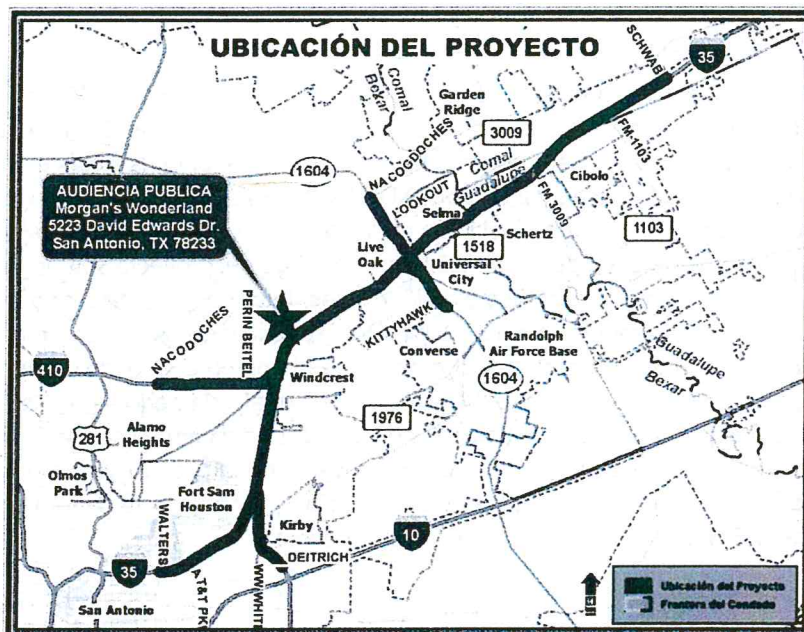 UBICACIÓN DEL PROYECTO
SCHWAB
35
Comal
Bexar
Garden
Ridge
3009
NACOGDOCHES
1604
LOOKOUT
Comal
Guadalupe
FM-1103
Cibolo
FM 3009
AUDIENCIA PUBLICA
Morgan's Wonderland
5223 David Edwards Dr.
San Antonio, TX 78233
Selma
1518
Schertz
1103
Live
Oak
Universal
City
PERIN BEITEL
NACODOCHES
KITTYHAWK
Converse
Randolph
Air Force Base
Guadalupe
Bexar
410
Windcrest
1604
1976
281
Alamo
Heights
Olmos
Park
Fort Sam
Houston
Kirby
10
WALTERS
DEITRICH
35
AT&T PK
WW WHITE
San Antonio
N
Ubicación del Proyecto
Frontera del Condado